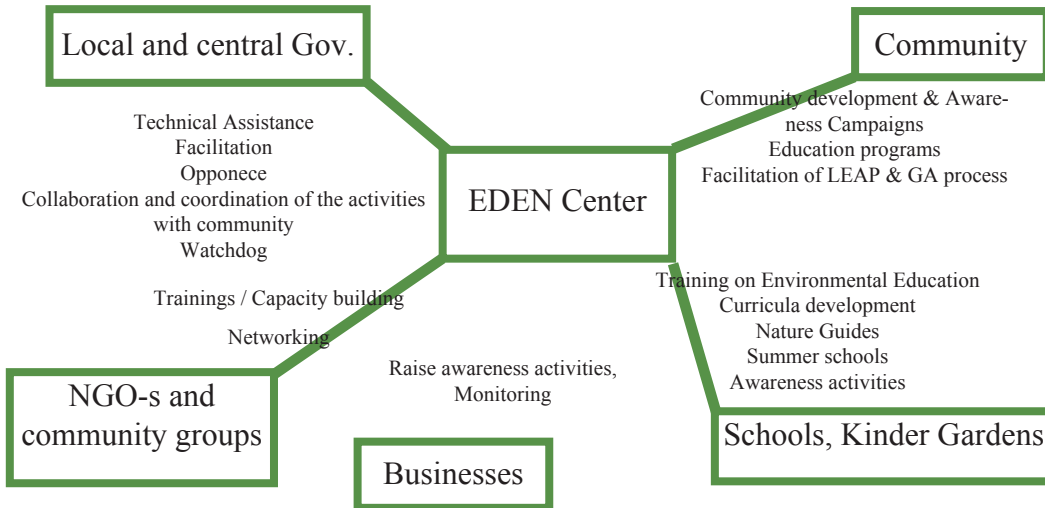 Local and central Gov.
Community
Technical Assistance
Facilitation
Opponece
Collaboration and coordination of the activities
with community
Watchdog
Community development & Aware-
ness Campaigns
Education programs
Facilitation of LEAP & GA process
EDEN Center
Trainings / Capacity building
Networking
Training on Environmental Education
Curricula development
Nature Guides
Summer schools
Awareness activities
Raise awareness activities,
Monitoring
NGO-s and
community groups
Businesses
Schools, Kinder Gardens